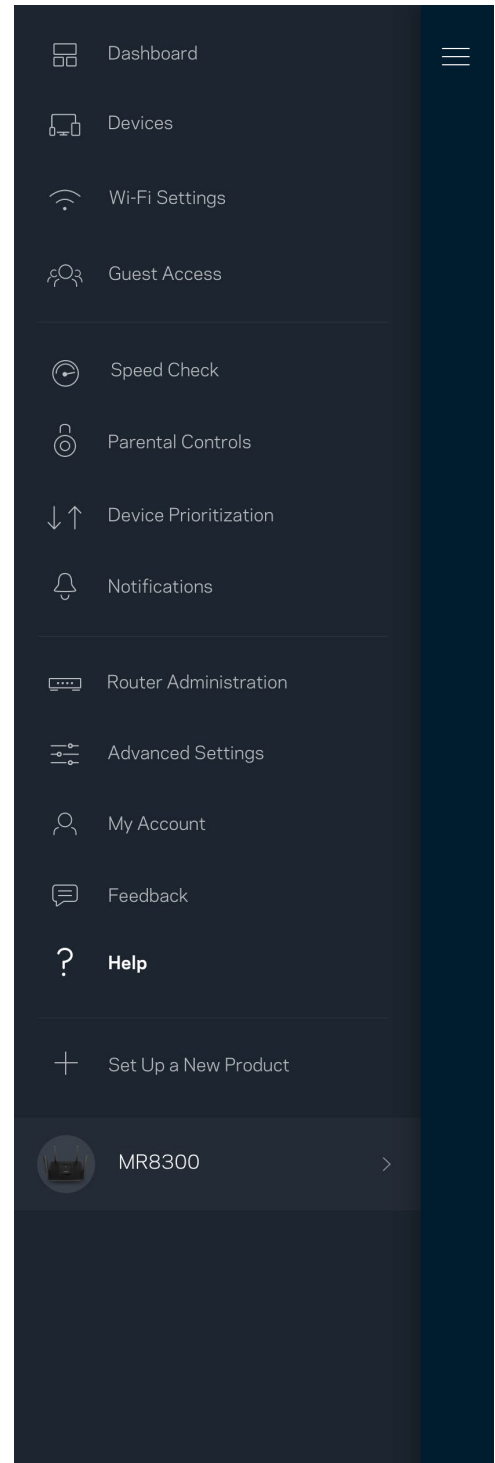 Dashboard
Devices
Wi-Fi Settings
Guest Access
Speed Check
Parental Controls
Device Prioritization
Notifications
Router Administration
Advanced Settings
My Account
Feedback
Help
Set Up a New Product
MR8300